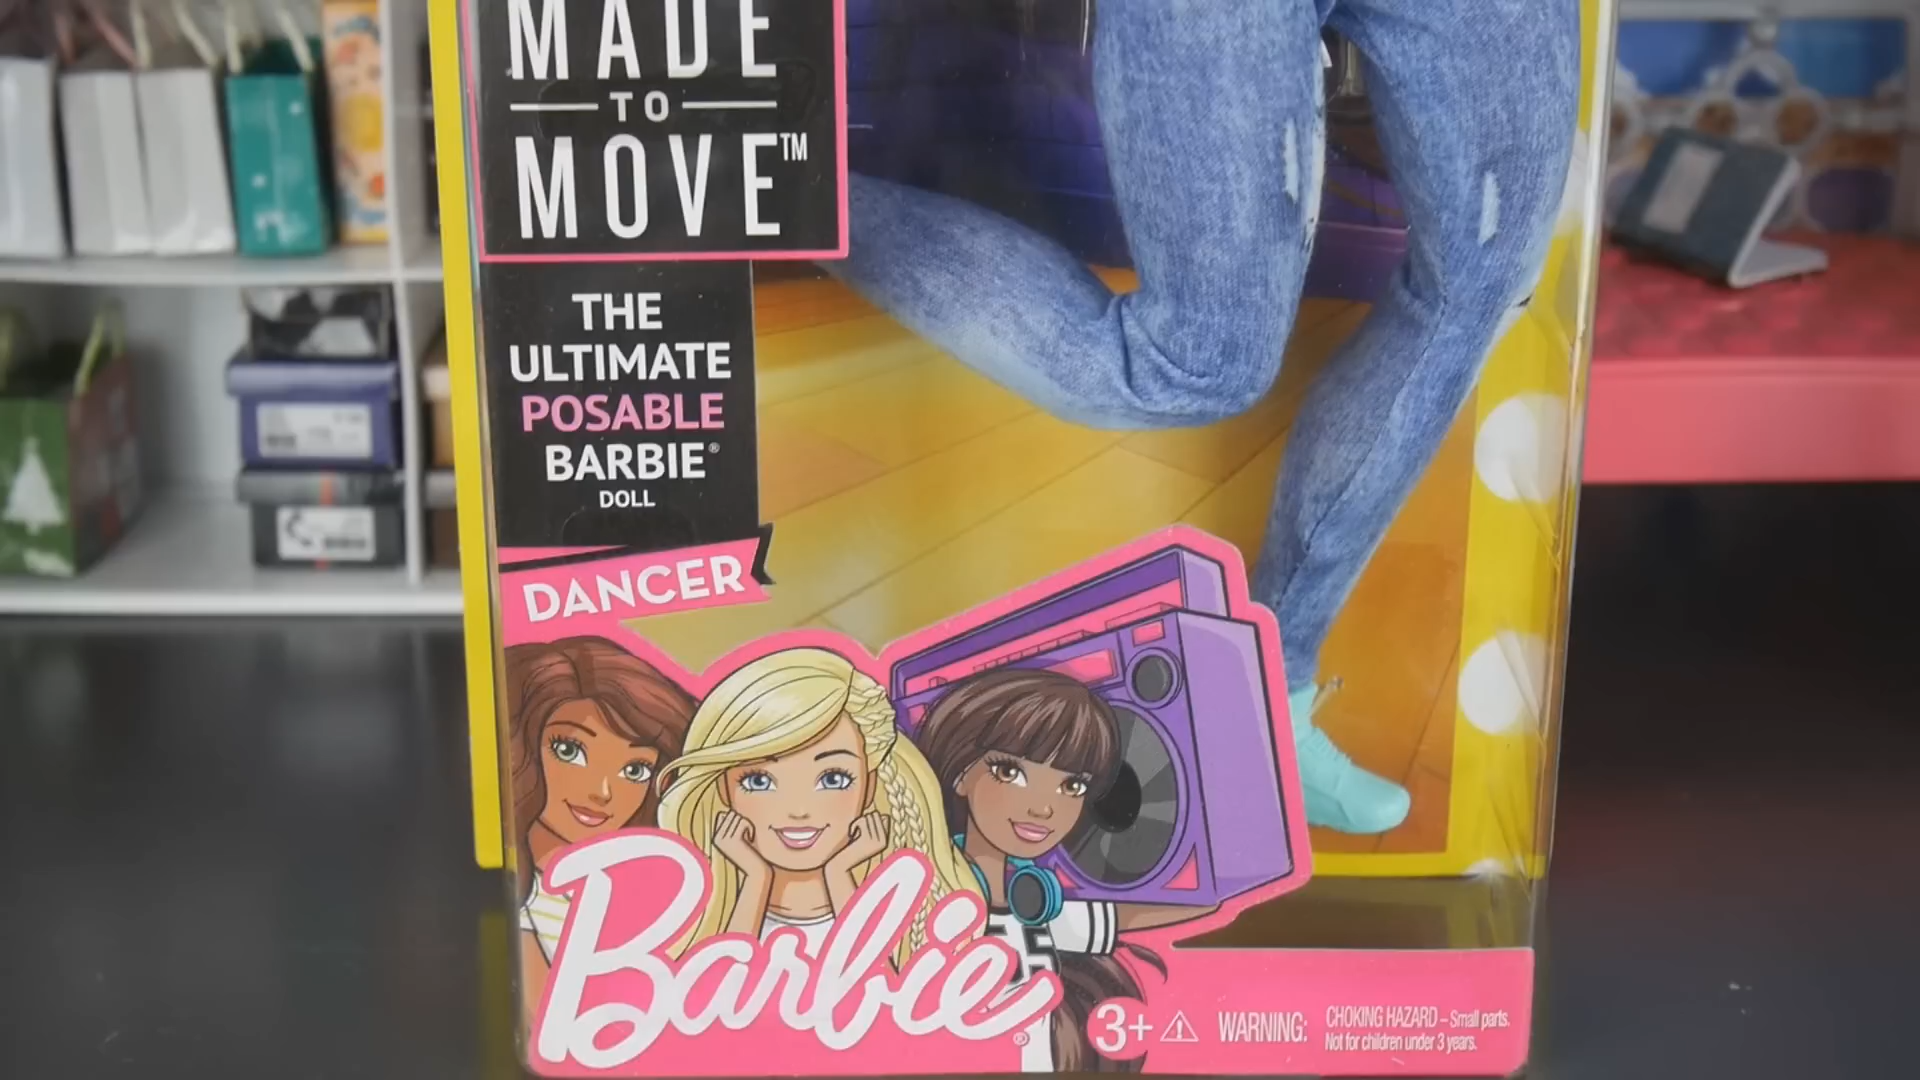 MADE
TO
MOVE™
THE
ULTIMATE
POSABLE
BARBIE®
DOLL
DANCER
Barbie®
3+ ⚠ WARNING: CHOKING HAZARD – Small parts.
Not for children under 3 years.